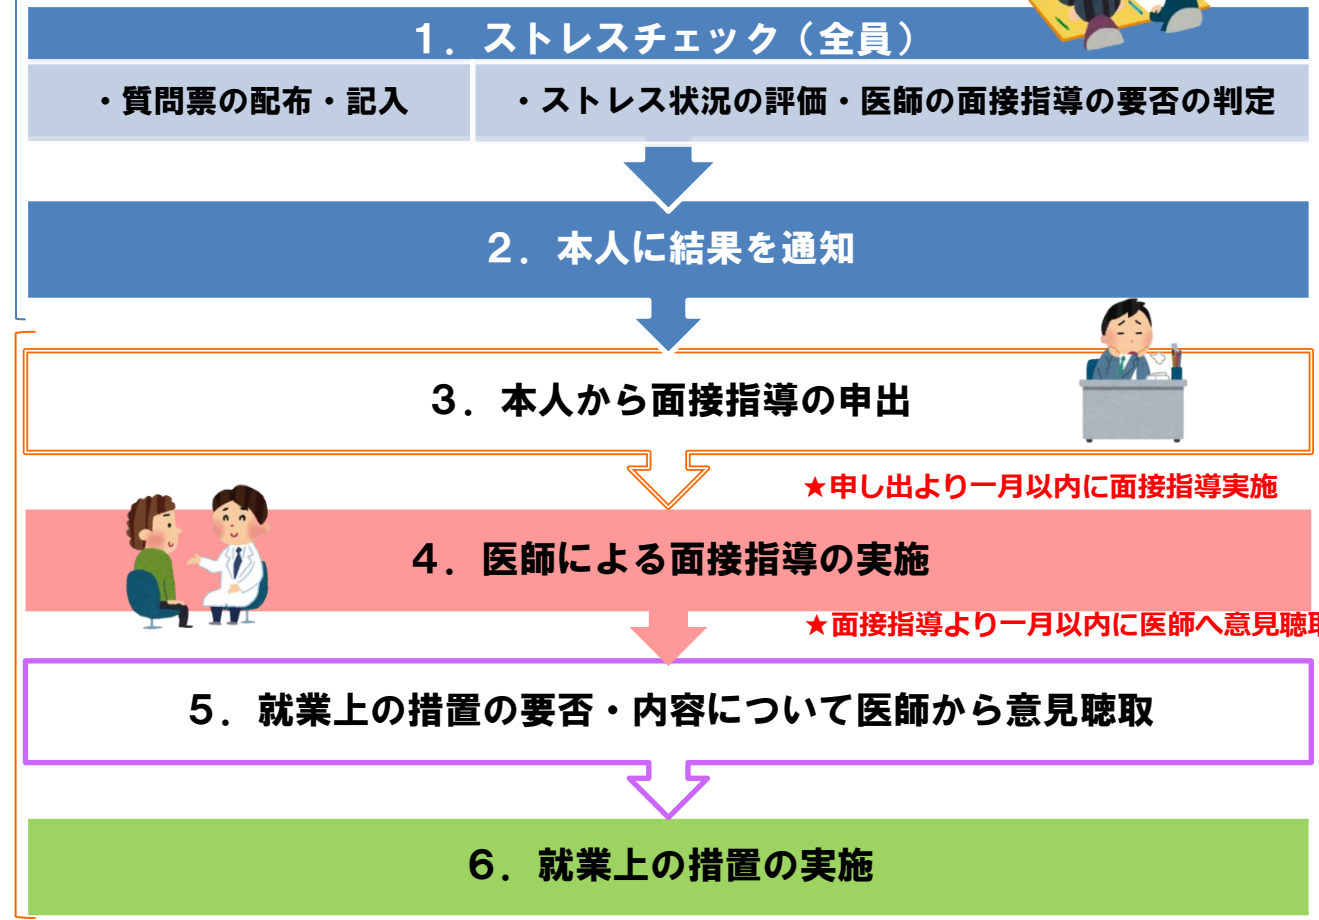 １．ストレスチェック（全員）
・質問票の配布・記入
・ストレス状況の評価・医師の面接指導の要否の判定
２．本人に結果を通知
３．本人から面接指導の申出
★申し出より一月以内に面接指導実施
４．医師による面接指導の実施
★面接指導より一月以内に医師へ意見聴取
５．就業上の措置の要否・内容について医師から意見聴取
６．就業上の措置の実施